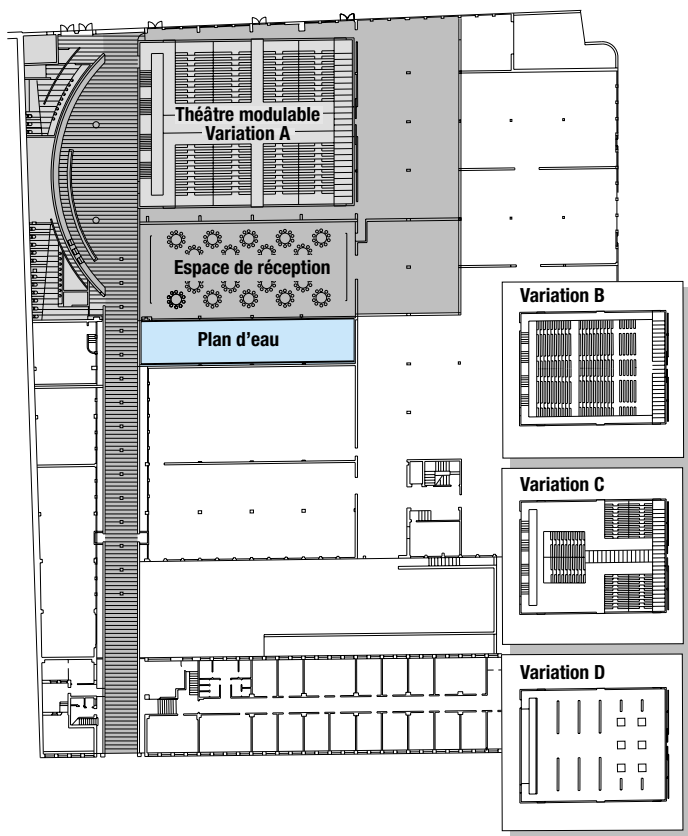 Théâtre modulable
Variation A
Espace de réception
Plan d'eau
Variation B
Variation C
Variation D